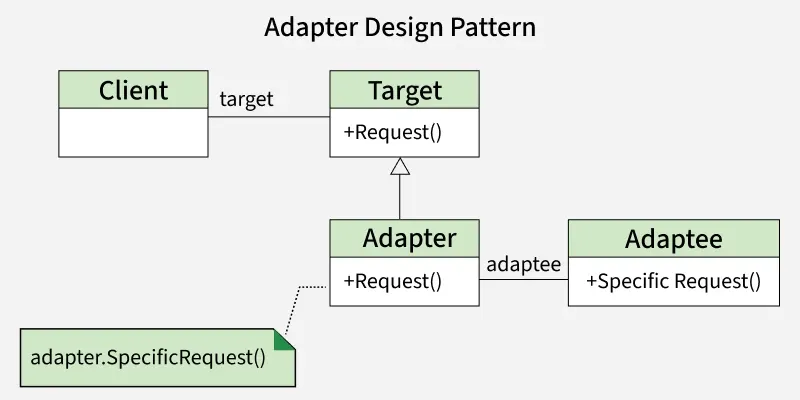 Adapter Design Pattern
Client
target
Target
+Request()
Adapter
+Request()
adaptee
Adaptee
+Specific Request()
adapter.SpecificRequest()